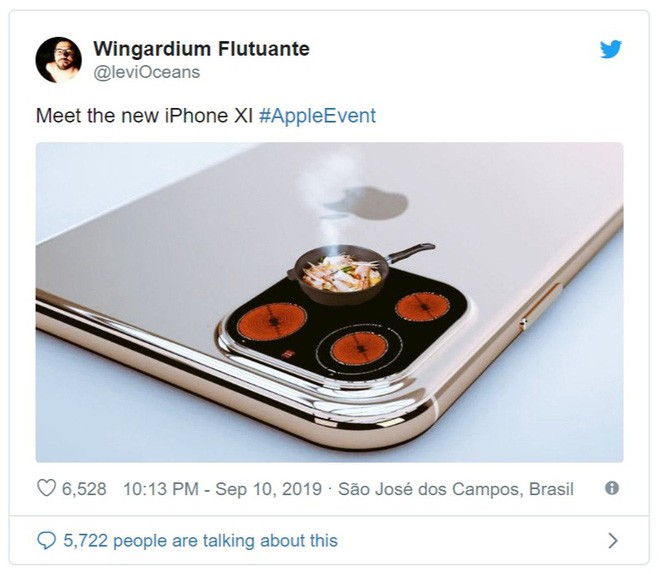 Wingardium Flutuante
@leviOceans
Meet the new iPhone XI #AppleEvent
6,528 10:13 PM - Sep 10, 2019 · São José dos Campos, Brasil
5,722 people are talking about this